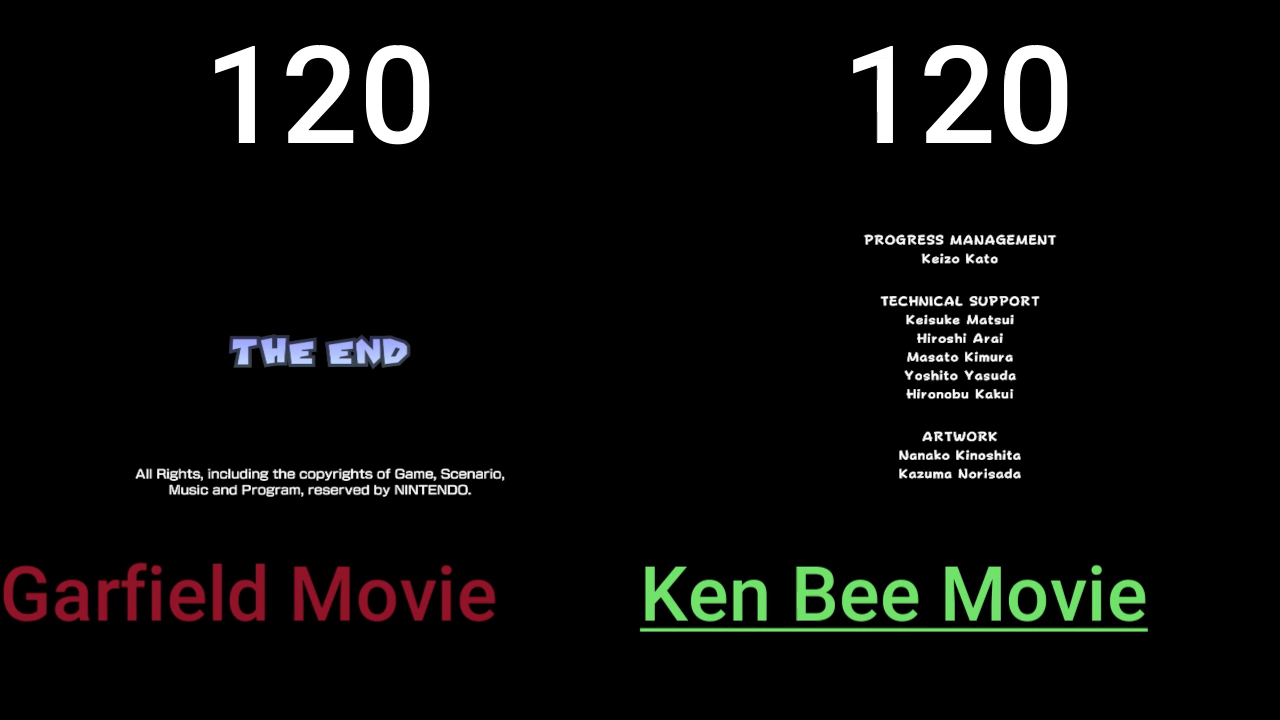 120
THE END
All Rights, including the copyrights of Game, Scenario,
Music and Program, reserved by NINTENDO.
Garfield Movie
120
PROGRESS MANAGEMENT
Keizo Kato
TECHNICAL SUPPORT
Keisuke Matsui
Hiroshi Arai
Masato Kimura
Yoshito Yasuda
Hironobu Kakui
ARTWORK
Nanako Kinoshita
Kazuma Norisada
Ken Bee Movie